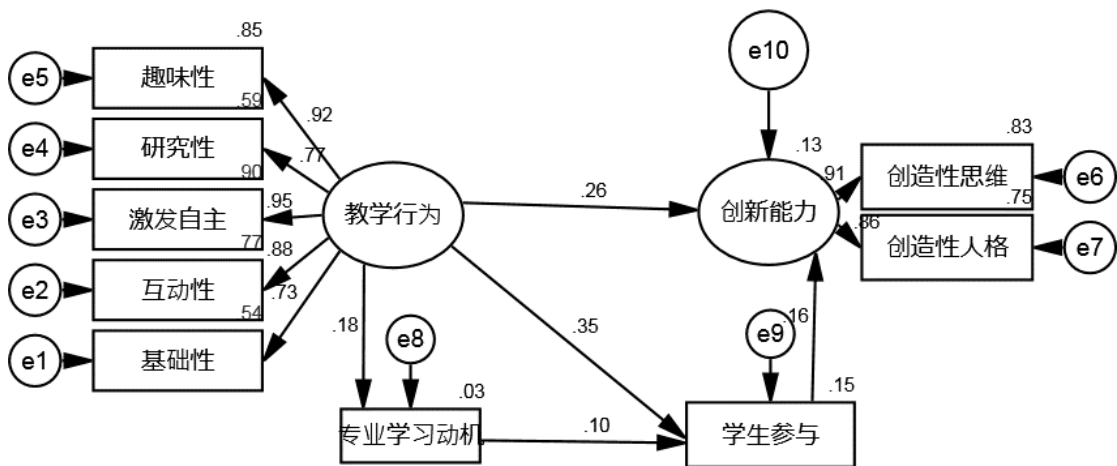 .85
e5
趣味性
.59
.92
e4
研究性
.77
.90
e3
激发自主
.95
.77
e2
互动性
.88
.54
e1
基础性
.73
教学行为
.26
.18
.35
e8
.03
专业学习动机
.10
e9
.16
.15
学生参与
e10
.13
创新能力
.91
.86
.83
创造性思维
e6
.75
创造性人格
e7